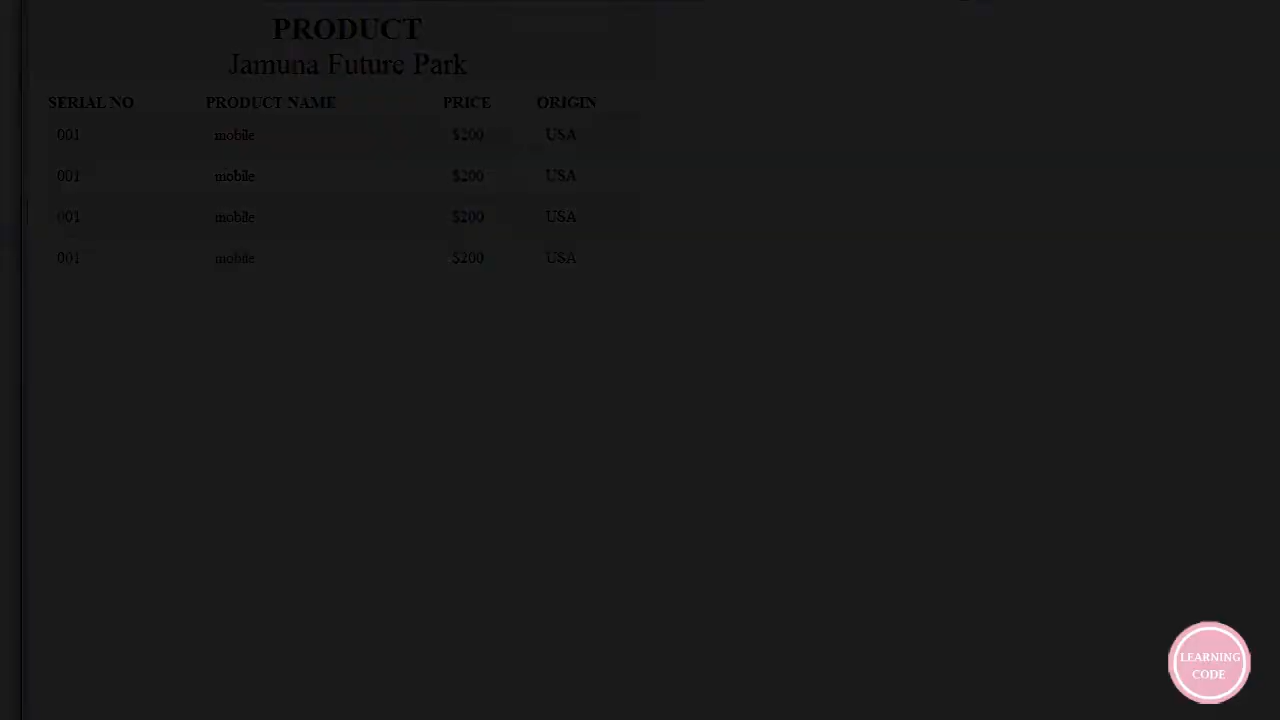 PRODUCT
Jamuna Future Park
SERIAL NO PRODUCT NAME PRICE ORIGIN
001 mobile $200 USA
001 mobile $200 USA
001 mobile $200 USA
001 mobile $200 USA
LEARNING
CODE